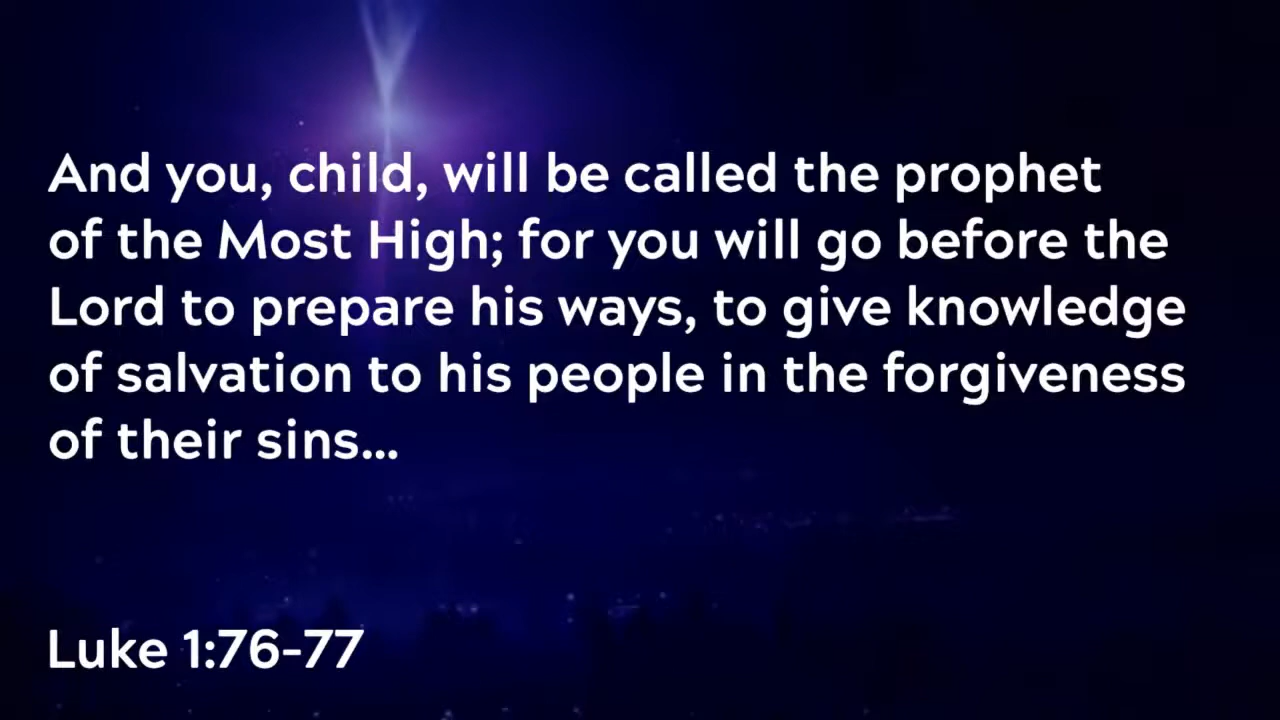 And you, child, will be called the prophet
of the Most High; for you will go before the
Lord to prepare his ways, to give knowledge
of salvation to his people in the forgiveness
of their sins...
Luke 1:76-77